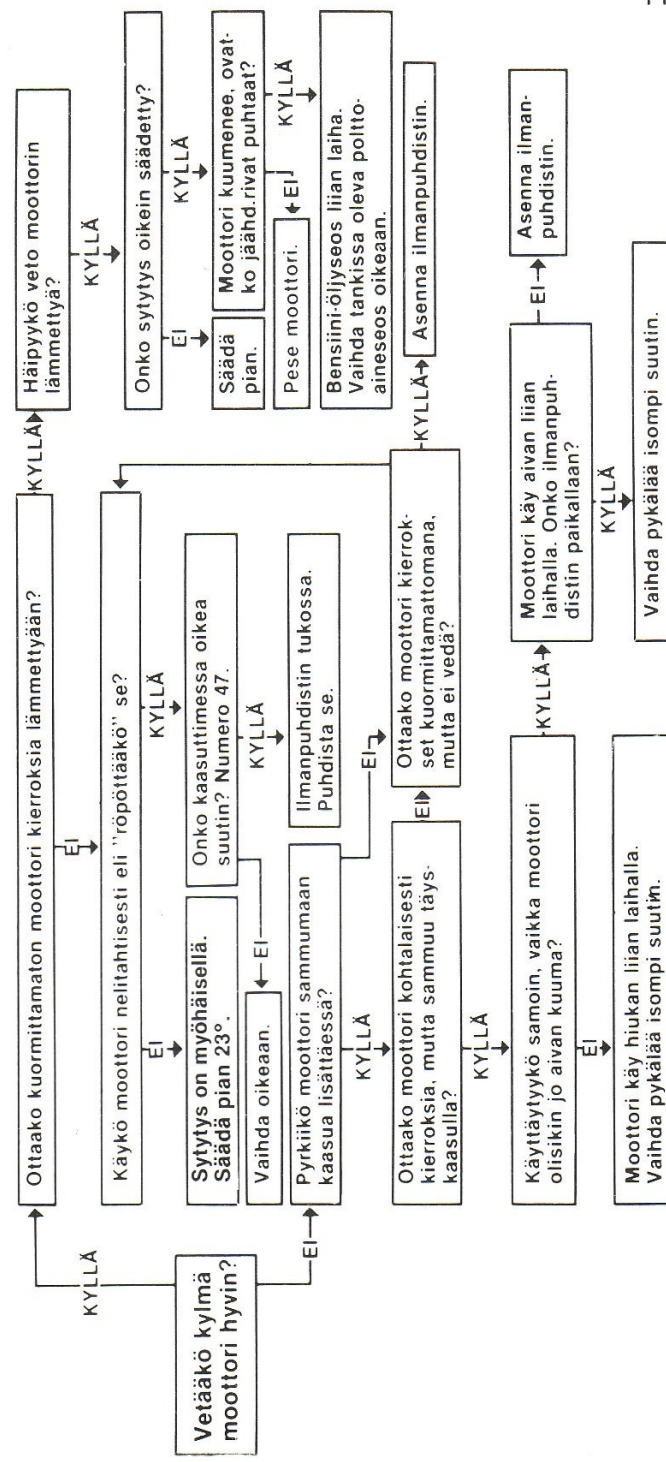 Vetääkö kylmä
moottori hyvin?
KYLLÄ
Ottaako kuormittamaton moottori kierroksia lämmettyään?
KYLLÄ
Häipyykö veto moottorin
lämmettyä?
KYLLÄ
Onko sytytys oikein säädetty?
EI
Säädä
pian.
KYLLÄ
Moottori kuumenee, ovat-
ko jäähd.rivat puhtaat?
EI
Pese moottori.
KYLLÄ
Bensiini-öljyseos liian laiha.
Vaihda tankissa oleva poltto-
aineseos oikeaan.
EI
Käykö moottori nelitahtisesti eli "röpöttääkö" se?
EI
Sytytys on myöhäisellä.
Säädä pian 23°.
KYLLÄ
Onko kaasuttimessa oikea
suutin? Numero 47.
EI
Vaihda oikeaan.
KYLLÄ
Ilmanpuhdistin tukossa.
Puhdista se.
EI
Pyrkiikö moottori sammumaan
kaasua lisättäessä?
EI
KYLLÄ
Ottaako moottori kohtalaisesti
kierroksia, mutta sammuu täys-
kaasulla?
EI
Ottaako moottori kierrok-
set kuormittamattomana,
mutta ei vedä?
KYLLÄ
Asenna ilmanpuhdistin.
KYLLÄ
Käyttäytyykö samoin, vaikka moottori
olisikin jo aivan kuuma?
KYLLÄ
Moottori käy aivan liian
laihalla. Onko ilmanpuh-
distin paikallaan?
EI
Asenna ilman-
puhdistin.
KYLLÄ
Vaihda pykälää isompi suutin.
EI
Moottori käy hiukan liian laihalla.
Vaihda pykälää isompi suutin.